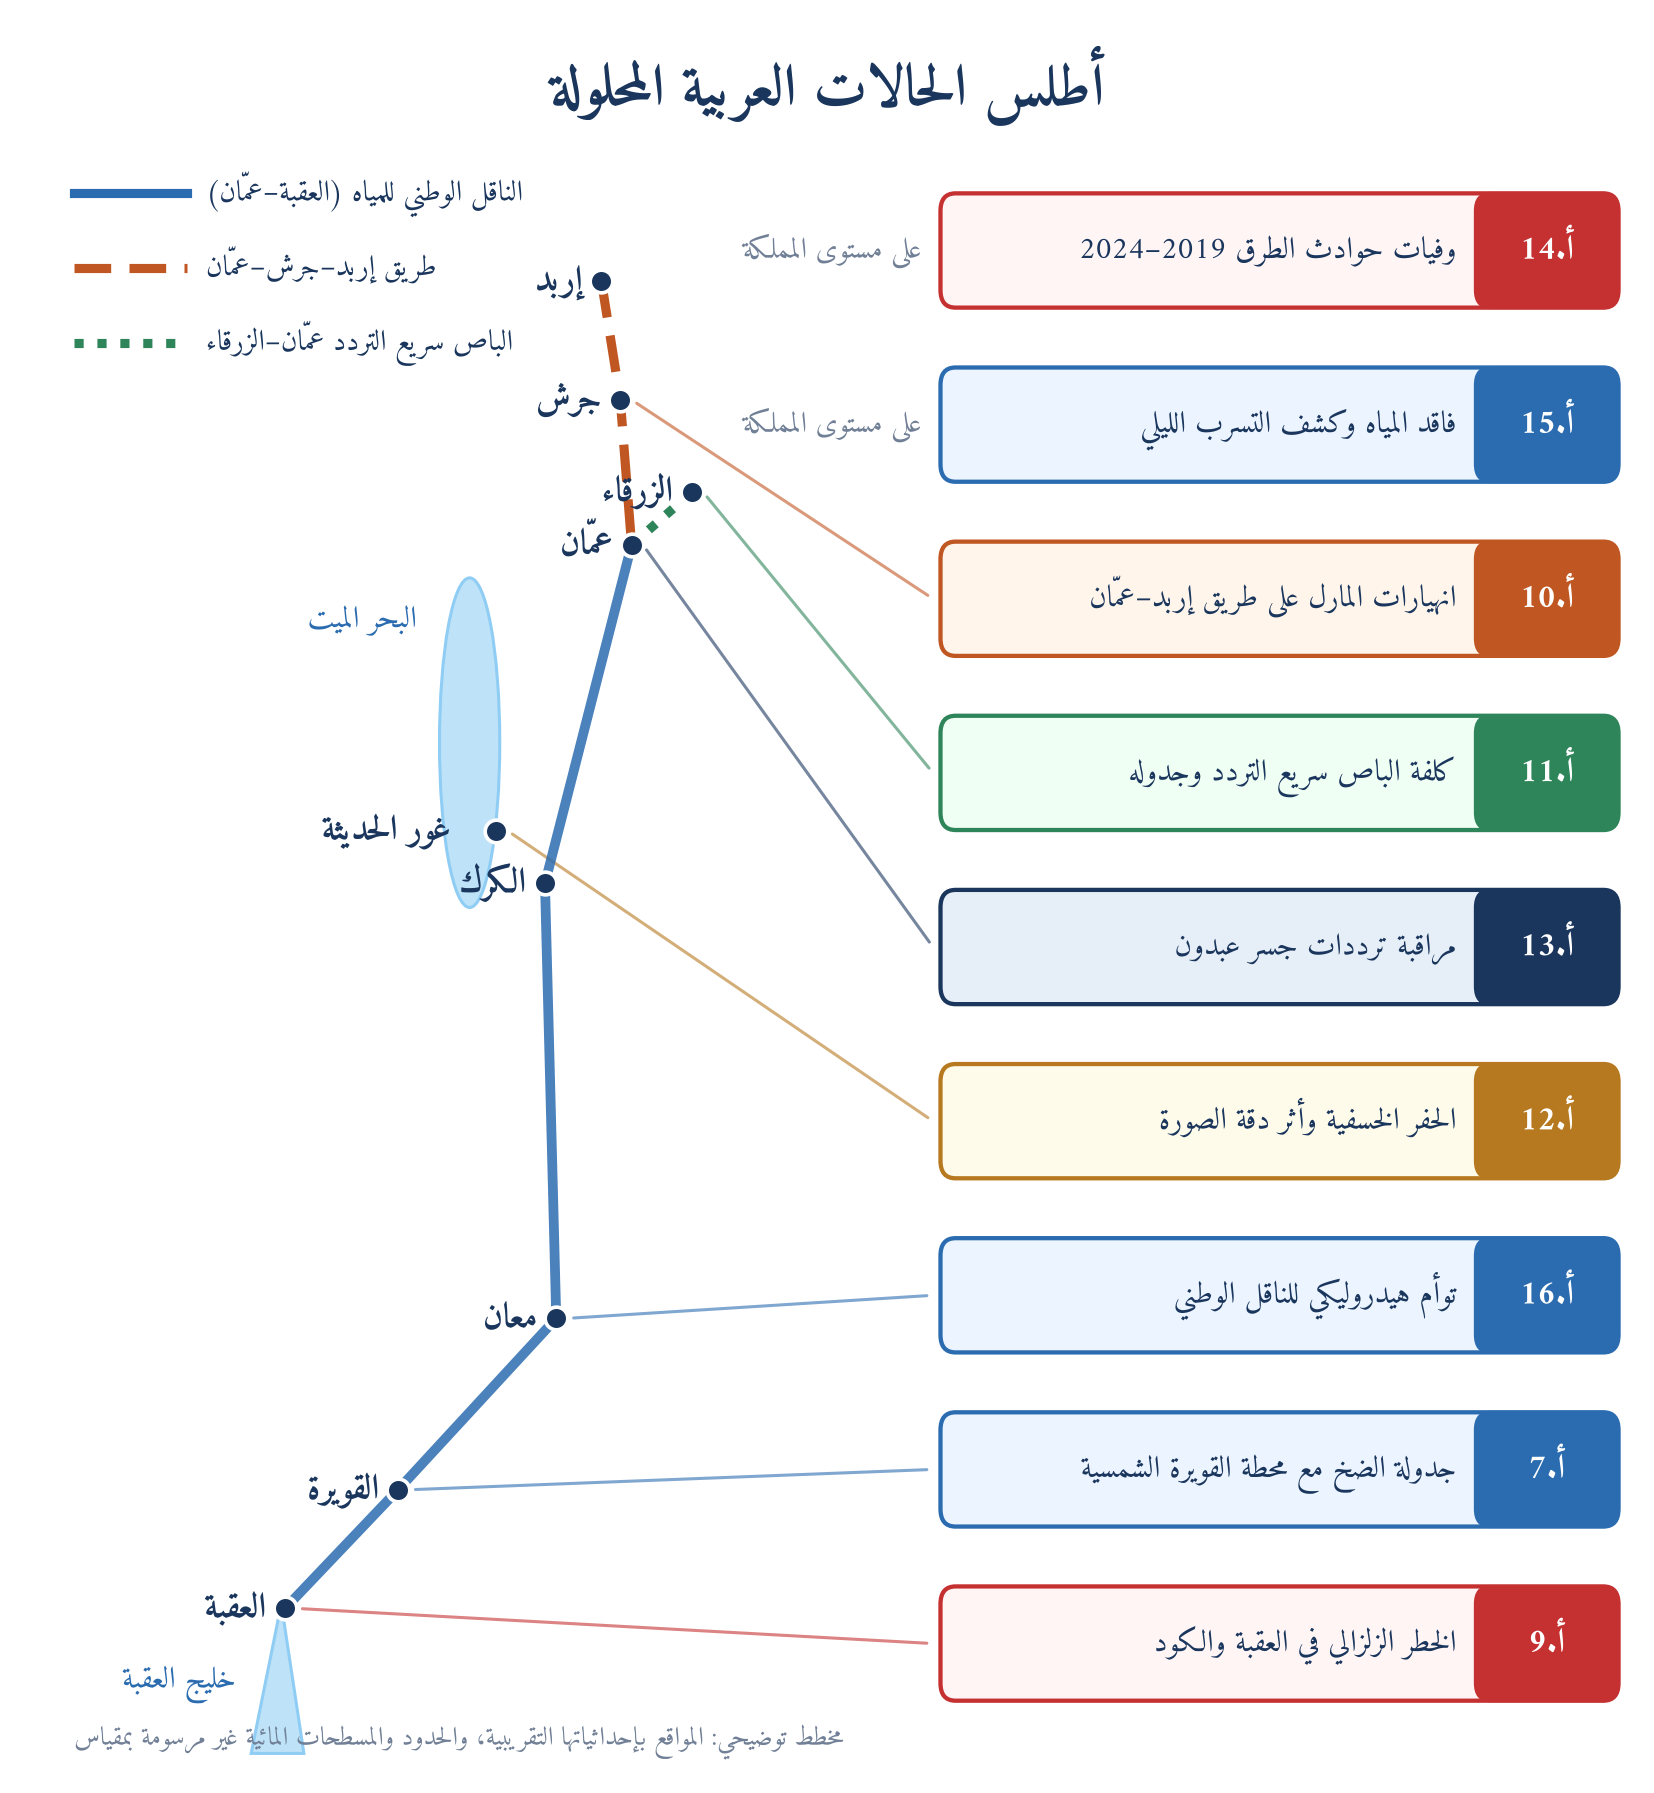 أطلس الحالات العربية المحلولة
الناقل الوطني للمياه (العقبة–عمّان)
طريق إربد–جرش–عمّان
الباص سريع التردد عمّان–الزرقاء
أ.14
وفيات حوادث الطرق 2019–2024
على مستوى المملكة
أ.15
فاقد المياه وكشف التسرب الليلي
على مستوى المملكة
أ.10
انهيارات المارل على طريق إربد–عمّان
أ.11
كلفة الباص سريع التردد وجدوله
أ.13
مراقبة ترددات جسر عبدون
أ.12
الحفر الخسفية وأثر دقة الصورة
أ.16
توأم هيدروليكي للناقل الوطني
أ.7
جدولة الضخ مع محطة القويرة الشمسية
أ.9
الخطر الزلزالي في العقبة والكود
إربد
جرش
الزرقاء
عمّان
البحر الميت
غور الحديثة
الكرك
معان
القويرة
العقبة
خليج العقبة
مخطط توضيحي: المواقع بإحداثياتها التقريبية، والحدود والمسطحات المائية غير مرسومة بمقياس